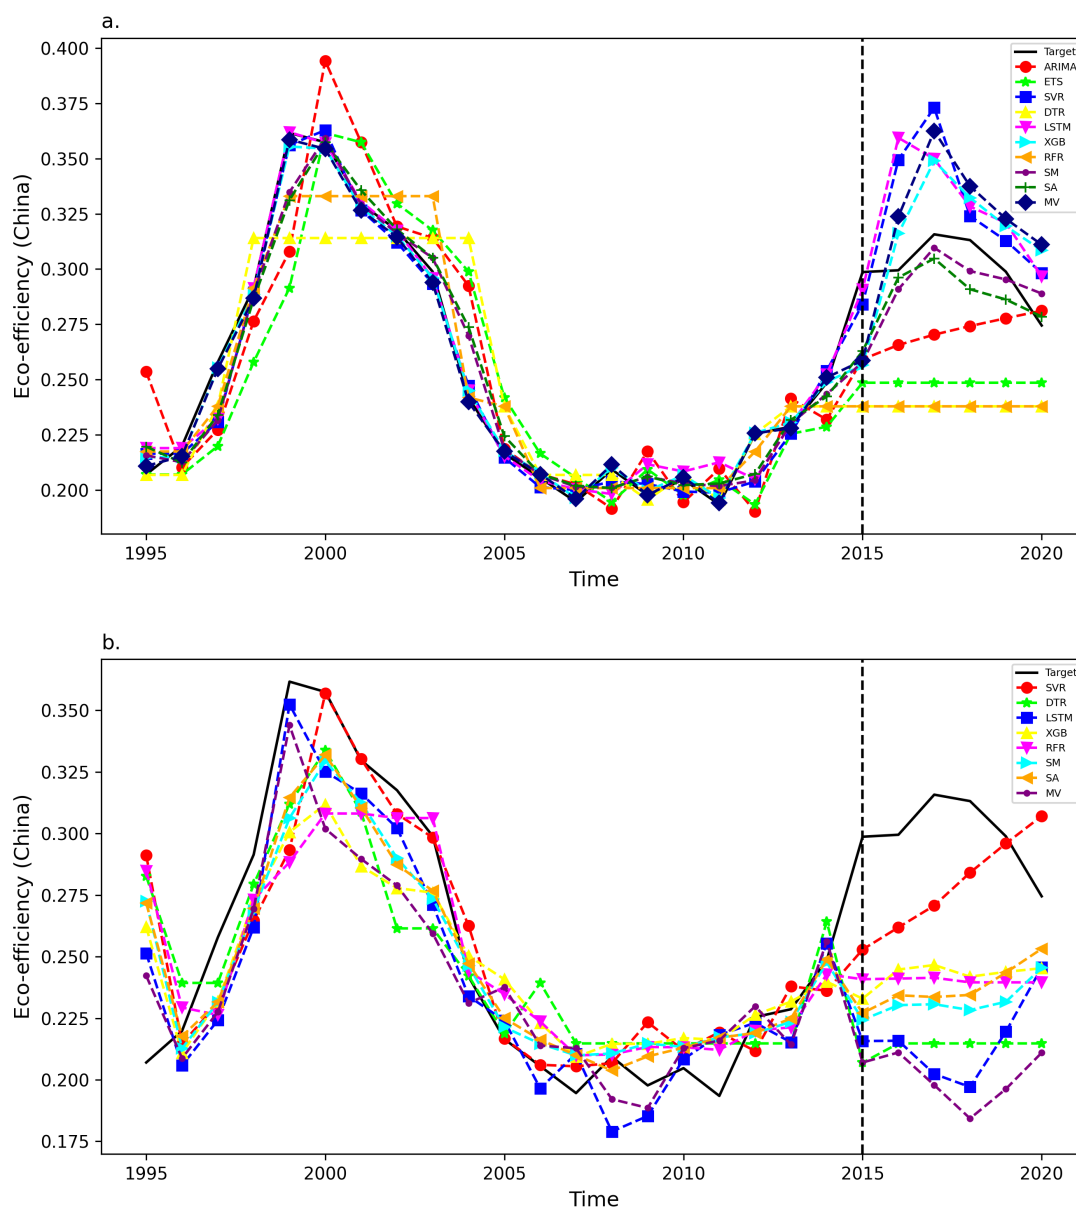 a.
0.400
0.375
0.350
0.325
0.300
0.275
0.250
0.225
0.200
Eco-efficiency (China)
Target
ARIMA
ETS
SVR
DTR
LSTM
XGB
RFR
SM
SA
MV
1995 2000 2005 2010 2015 2020
Time
b.
0.350
0.325
0.300
0.275
0.250
0.225
0.200
0.175
Eco-efficiency (China)
Target
SVR
DTR
LSTM
XGB
RFR
SM
SA
MV
1995 2000 2005 2010 2015 2020
Time